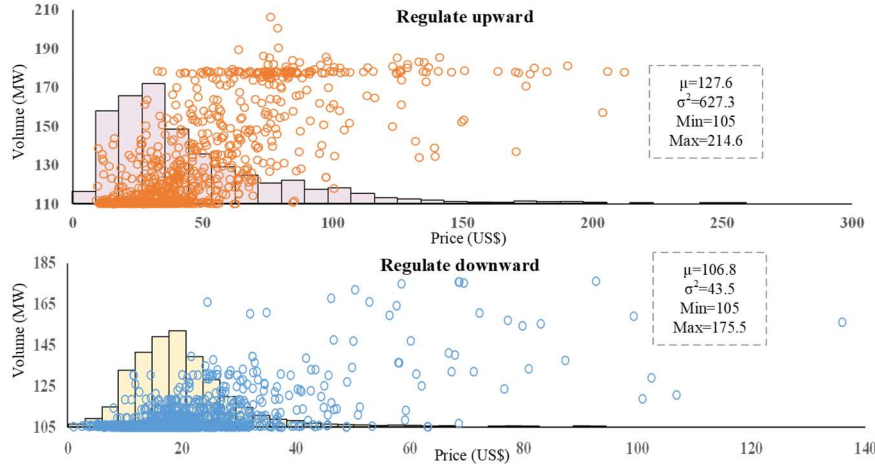 Regulate upward
Volume (MW)
210
190
170
150
130
110
0
50
100
150
200
250
300
Price (US$)
μ=127.6
σ²=627.3
Min=105
Max=214.6
Regulate downward
Volume (MW)
185
165
145
125
105
0
20
40
60
80
100
120
140
Price (US$)
μ=106.8
σ²=43.5
Min=105
Max=175.5